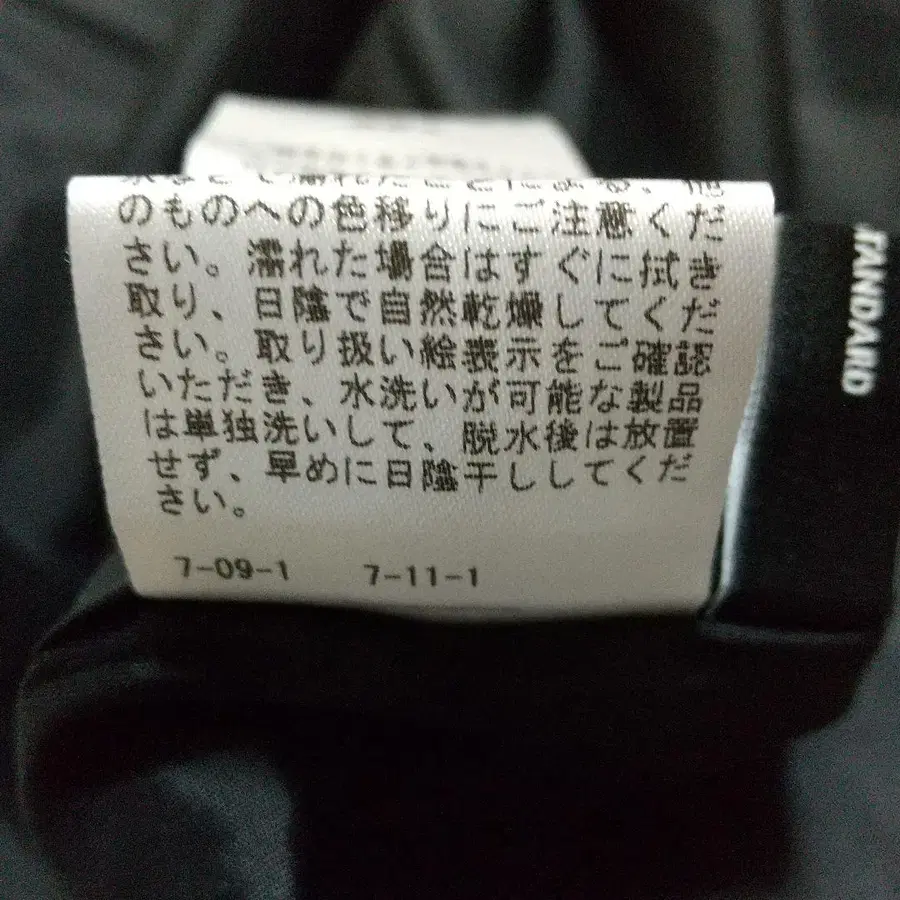 のものへの色移りにご注意くだ
さい。濡れた場合はすぐに拭き
取り、日陰で自然乾燥してくだ
さい。取り扱い絵表示をご確認
いただき、水洗いが可能な製品
は単独洗いして、脱水後は放置
せず、早めに日陰干ししてくだ
さい。
7-09-1 7-11-1
TANDARD